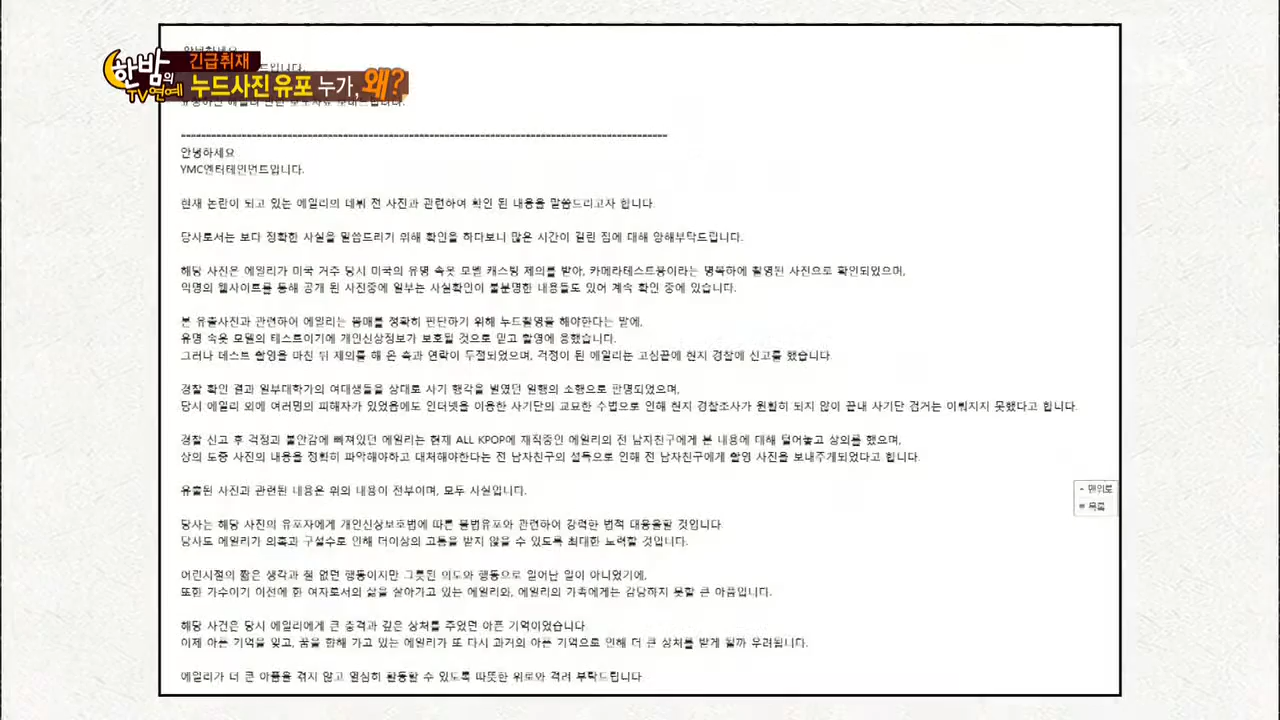 한밤의
TV연예
긴급취재
누드사진 유포 누가, 왜?
안녕하세요
YMC엔터테인먼트입니다.
현재 논란이 되고 있는 에일리의 데뷔 전 사진과 관련하여 확인 된 내용을 말씀드리고자 합니다.
당사로서는 보다 정확한 사실을 말씀드리기 위해 확인을 하다보니 많은 시간이 걸린 점에 대해 양해부탁드립니다.
해당 사진은 에일리가 미국 거주 당시 미국의 유명 속옷 모델 캐스팅 제의를 받아, 카메라테스트용이라는 명목하에 촬영된 사진으로 확인되었으며,
익명의 웹사이트를 통해 공개 된 사진중에 일부는 사실확인이 불분명한 내용들도 있어 계속 확인 중에 있습니다.
본 유출사진과 관련하여 에일리는 몸매를 정확히 판단하기 위해 누드촬영을 해야한다는 말에,
유명 속옷 모델의 테스트이기에 개인신상정보가 보호될 것으로 믿고 촬영에 응했습니다.
그러나 테스트 촬영을 마친 뒤 제의를 해 온 측과 연락이 두절되었으며, 걱정이 된 에일리는 고심끝에 현지 경찰에 신고를 했습니다.
경찰 확인 결과 일부대학가의 여대생들을 상대로 사기 행각을 벌였던 일행의 소행으로 판명되었으며,
당시 에일리 외에 여러명의 피해자가 있었음에도 인터넷을 이용한 사기단의 교묘한 수법으로 인해 현지 경찰조사가 원활히 되지 않아 끝내 사기단 검거는 이뤄지지 못했다고 합니다.
경찰 신고 후 걱정과 불안감에 빠져있던 에일리는 현재 ALL KPOP에 재직중인 에일리의 전 남자친구에게 본 내용에 대해 털어놓고 상의를 했으며,
상의 도중 사진의 내용을 정확히 파악해야하고 대처해야한다는 전 남자친구의 설득으로 인해 전 남자친구에게 촬영 사진을 보내주게되었다고 합니다.
유출된 사진과 관련된 내용은 위의 내용이 전부이며, 모두 사실입니다.
당사는 해당 사진의 유포자에게 개인신상보호법에 따른 불법유포와 관련하여 강력한 법적 대응을할 것입니다.
당사도 에일리가 의혹과 구설수로 인해 더이상의 고통을 받지 않을 수 있도록 최대한 노력할 것입니다.
어린시절의 짧은 생각과 철 없던 행동이지만 그릇된 의도와 행동으로 일어난 일이 아니었기에,
또한 가수이기 이전에 한 여자로서의 삶을 살아가고 있는 에일리와, 에일리의 가족에게는 감당하지 못할 큰 아픔입니다.
해당 사건은 당시 에일리에게 큰 충격과 깊은 상처를 주었던 아픈 기억이었습니다.
이제 아픈 기억을 잊고, 꿈을 향해 가고 있는 에일리가 또 다시 과거의 아픈 기억으로 인해 더 큰 상처를 받게 될까 우려됩니다.
에일리가 더 큰 아픔을 겪지 않고 열심히 활동할 수 있도록 따뜻한 위로와 격려 부탁드립니다.
맨위로
목록